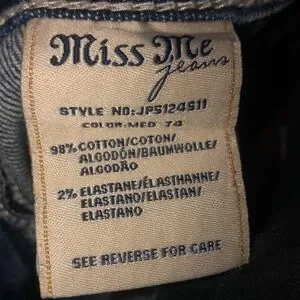 Miss Me
jeans
STYLE NO:JP5124S11
COLOR:MED 74
98% COTTON/COTON/
ALGODÓN/BAUMWOLLE/
ALGODÃO
2% ELASTANE/ÉLASTHANNE/
ELASTANO/ELASTAN/
ELASTANO
SEE REVERSE FOR CARE